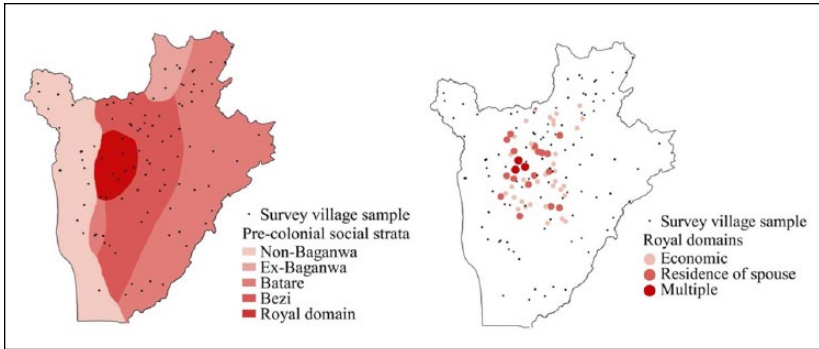 Survey village sample
Pre-colonial social strata
Non-Baganwa
Ex-Baganwa
Batare
Bezi
Royal domain
Survey village sample
Royal domains
Economic
Residence of spouse
Multiple